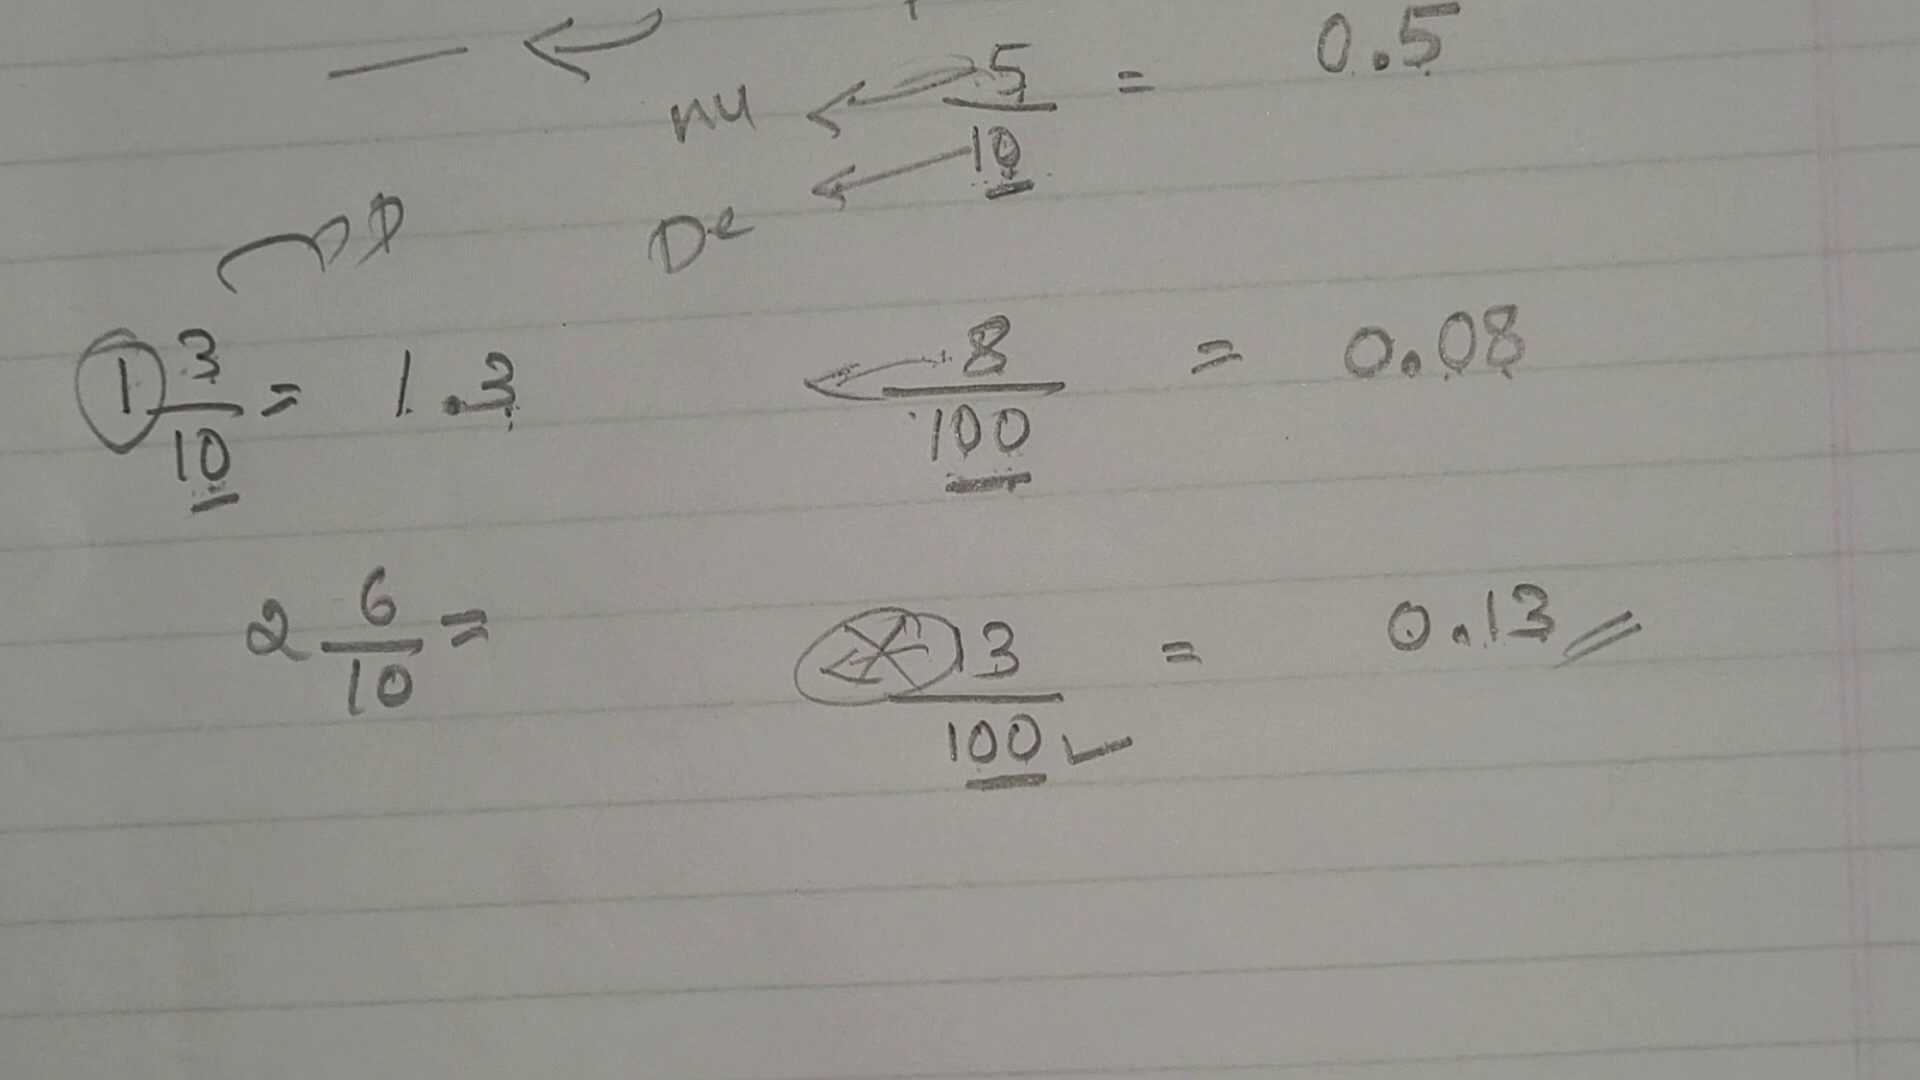 nu 5/10 = 0.5
De
D
1 3/10 = 1.3
8/100 = 0.08
2 6/10 =
13/100 = 0.13